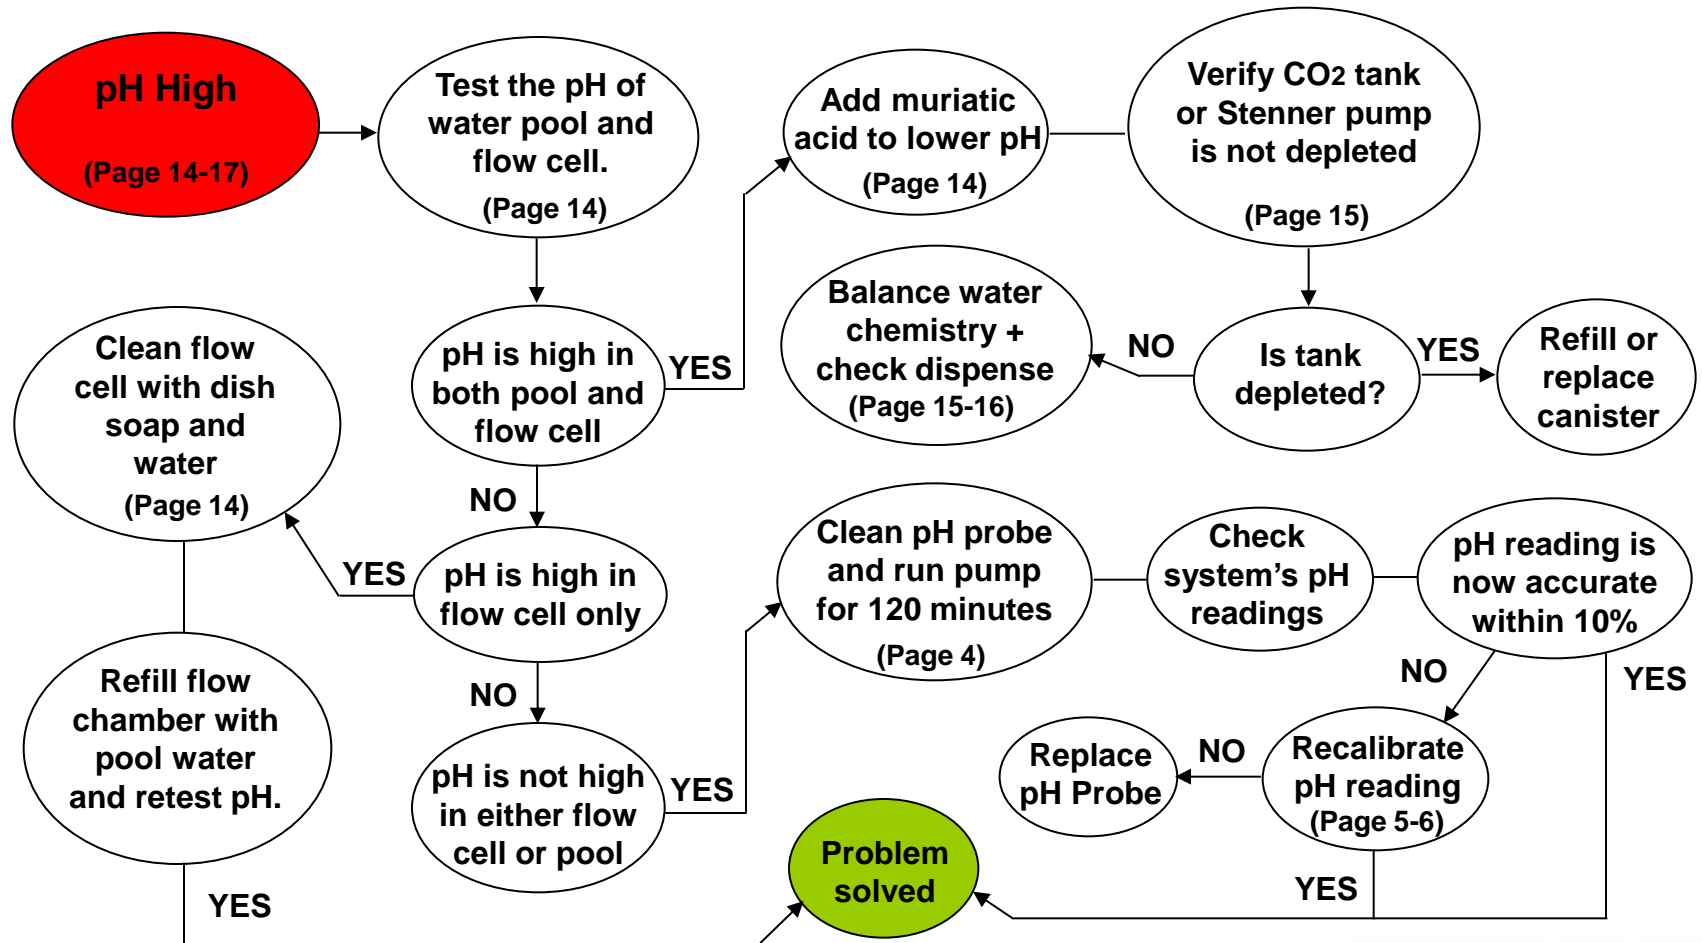 pH High
(Page 14-17)
Test the pH of
water pool and
flow cell.
(Page 14)
Add muriatic
acid to lower pH
(Page 14)
Verify CO2 tank
or Stenner pump
is not depleted
(Page 15)
Clean flow
cell with dish
soap and
water
(Page 14)
pH is high in
both pool and
flow cell
YES
Balance water
chemistry +
check dispense
(Page 15-16)
NO
Is tank
depleted?
YES
Refill or
replace
canister
NO
YES
pH is high in
flow cell only
Clean pH probe
and run pump
for 120 minutes
(Page 4)
Check
system's pH
readings
pH reading is
now accurate
within 10%
NO
YES
Refill flow
chamber with
pool water
and retest pH.
NO
pH is not high
in either flow
cell or pool
YES
Replace
pH Probe
NO
Recalibrate
pH reading
(Page 5-6)
Problem
solved
YES
YES